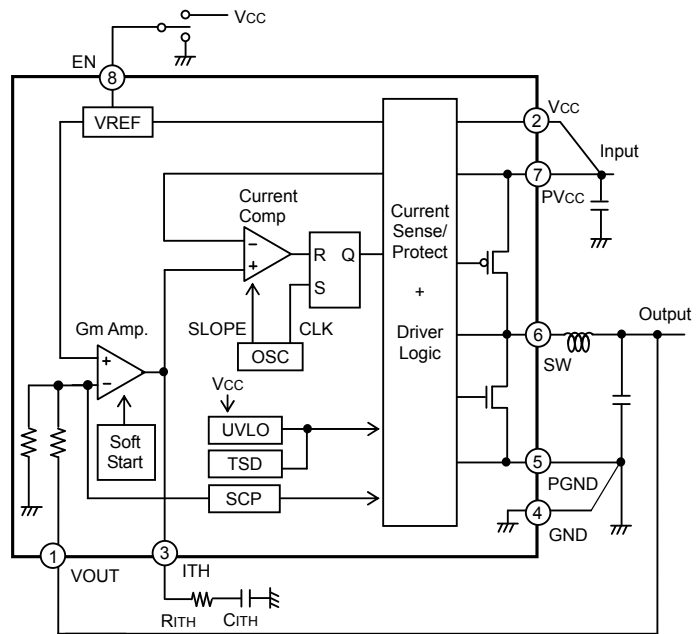 VCC
EN
8
VREF
VCC
2
Input
7
PVCC
Current
Comp
Current
Sense/
Protect
+
Driver
Logic
−
+
R Q
S
Gm Amp.
SLOPE
CLK
OSC
Output
6
SW
+
−
VCC
Soft
Start
UVLO
TSD
SCP
5
PGND
4
GND
1
VOUT
3
ITH
RITH
CITH